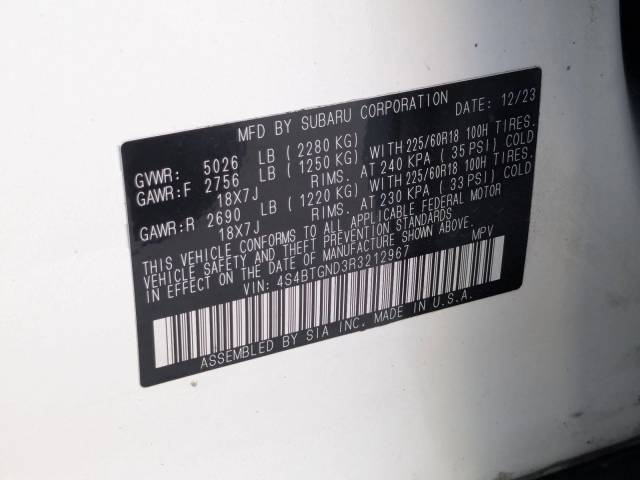 MFD BY SUBARU CORPORATION DATE: 12/23
GVWR: 5026 LB (2280 KG)
GAWR:F 2756 LB (1250 KG) WITH 225/60R18 100H TIRES.
18X7J RIMS. AT 240 KPA (35 PSI) COLD
GAWR:R 2690 LB (1220 KG) WITH 225/60R18 100H TIRES.
18X7J RIMS. AT 230 KPA (33 PSI) COLD
THIS VEHICLE CONFORMS TO ALL APPLICABLE FEDERAL MOTOR
VEHICLE SAFETY AND THEFT PREVENTION STANDARDS
IN EFFECT ON THE DATE OF MANUFACTURE SHOWN ABOVE.
VIN: 4S4BTGND3R3212967 MPV
ASSEMBLED BY SIA INC. MADE IN U.S.A.